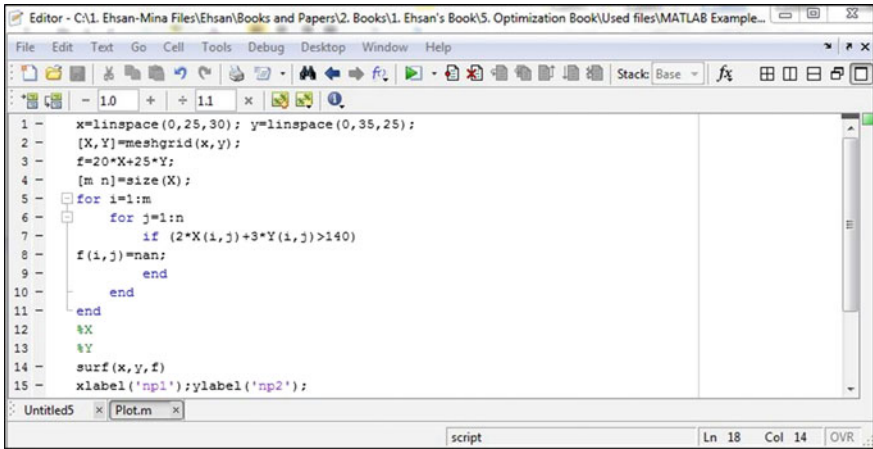 Editor - C:\1. Ehsan-Mina Files\Ehsan\Books and Papers\2. Books\1. Ehsan's Book\5. Optimization Book\Used files\MATLAB Example...
File Edit Text Go Cell Tools Debug Desktop Window Help
Stack: Base fx
- 1.0 + ÷ 1.1 ×
1 - x=linspace(0,25,30); y=linspace(0,35,25);
2 - [X,Y]=meshgrid(x,y);
3 - f=20*X+25*Y;
4 - [m n]=size(X);
5 - for i=1:m
6 - for j=1:n
7 - if (2*X(i,j)+3*Y(i,j)>140)
8 - f(i,j)=nan;
9 - end
10 - end
11 - end
12 %X
13 %Y
14 - surf(x,y,f)
15 - xlabel('np1');ylabel('np2');
Untitled5 × Plot.m ×
script Ln 18 Col 14 OVR